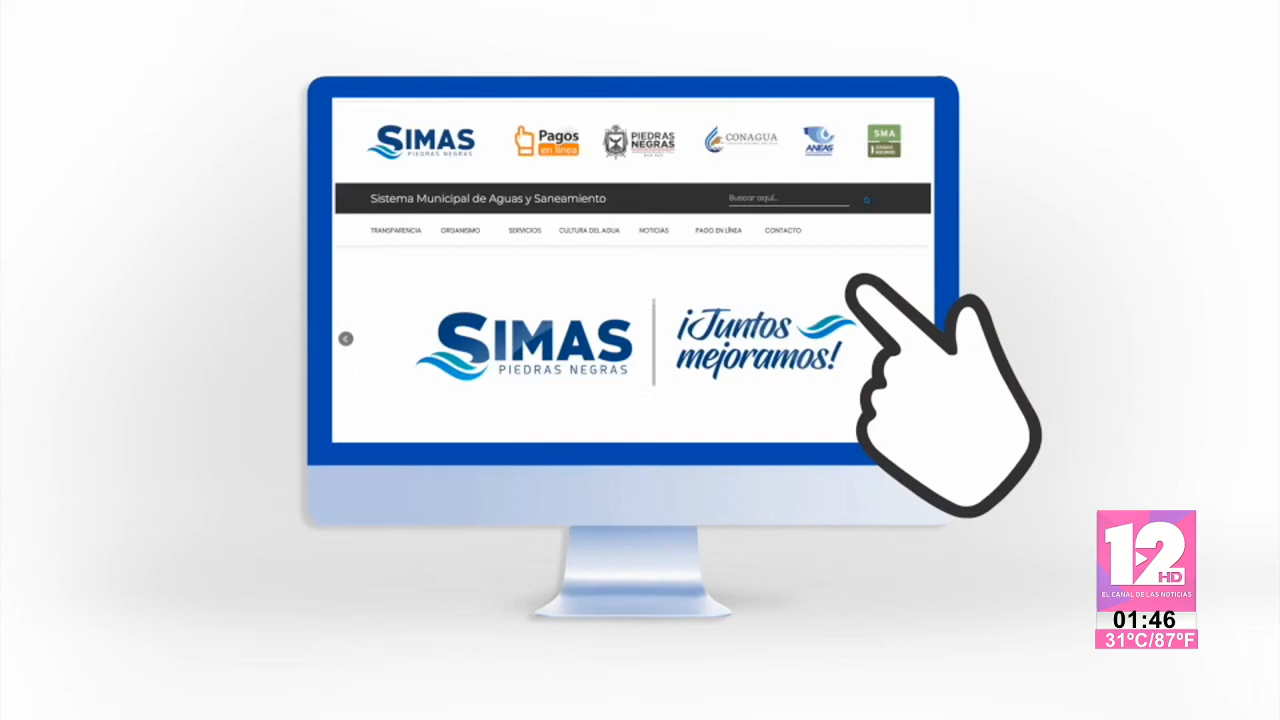 SIMAS
PIEDRAS NEGRAS
Pagos
en línea
PIEDRAS
NEGRAS
CONAGUA
ANEAS
SMA
Sistema Municipal de Aguas y Saneamiento
Buscar aquí...
TRANSPARENCIA ORGANISMO SERVICIOS CULTURA DEL AGUA NOTICIAS PAGO EN LÍNEA CONTACTO
SIMAS
PIEDRAS NEGRAS
¡Juntos
mejoramos!
12
HD
EL CANAL DE LAS NOTICIAS
01:46
31°C/87°F